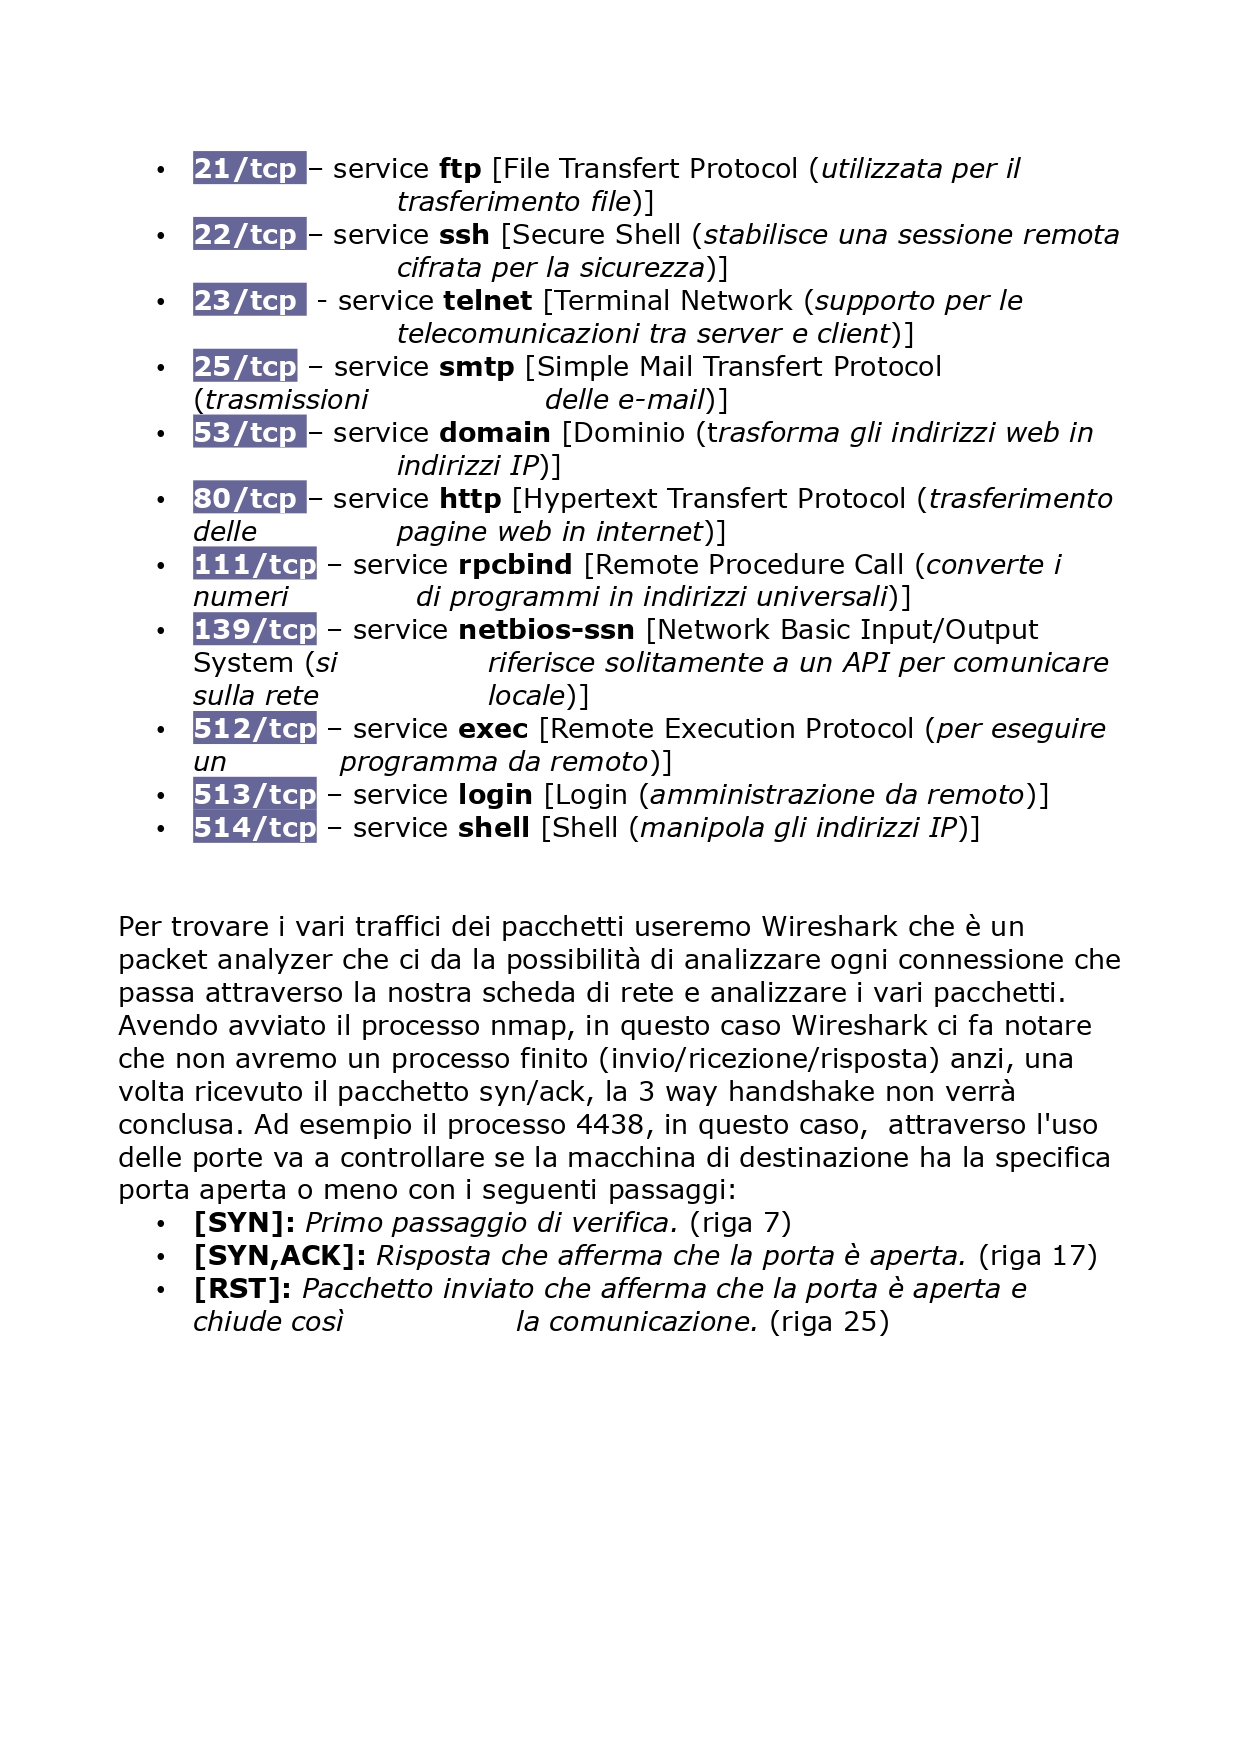 • 21/tcp – service ftp [File Transfert Protocol (utilizzata per il
trasferimento file)]
• 22/tcp – service ssh [Secure Shell (stabilisce una sessione remota
cifrata per la sicurezza)]
• 23/tcp - service telnet [Terminal Network (supporto per le
telecomunicazioni tra server e client)]
• 25/tcp – service smtp [Simple Mail Transfert Protocol
(trasmissioni delle e-mail)]
• 53/tcp – service domain [Dominio (trasforma gli indirizzi web in
indirizzi IP)]
• 80/tcp – service http [Hypertext Transfert Protocol (trasferimento
delle pagine web in internet)]
• 111/tcp – service rpcbind [Remote Procedure Call (converte i
numeri di programmi in indirizzi universali)]
• 139/tcp – service netbios-ssn [Network Basic Input/Output
System (si riferisce solitamente a un API per comunicare
sulla rete locale)]
• 512/tcp – service exec [Remote Execution Protocol (per eseguire
un programma da remoto)]
• 513/tcp – service login [Login (amministrazione da remoto)]
• 514/tcp – service shell [Shell (manipola gli indirizzi IP)]
Per trovare i vari traffici dei pacchetti useremo Wireshark che è un
packet analyzer che ci da la possibilità di analizzare ogni connessione che
passa attraverso la nostra scheda di rete e analizzare i vari pacchetti.
Avendo avviato il processo nmap, in questo caso Wireshark ci fa notare
che non avremo un processo finito (invio/ricezione/risposta) anzi, una
volta ricevuto il pacchetto syn/ack, la 3 way handshake non verrà
conclusa. Ad esempio il processo 4438, in questo caso, attraverso l'uso
delle porte va a controllare se la macchina di destinazione ha la specifica
porta aperta o meno con i seguenti passaggi:
• [SYN]: Primo passaggio di verifica. (riga 7)
• [SYN,ACK]: Risposta che afferma che la porta è aperta. (riga 17)
• [RST]: Pacchetto inviato che afferma che la porta è aperta e
chiude così la comunicazione. (riga 25)